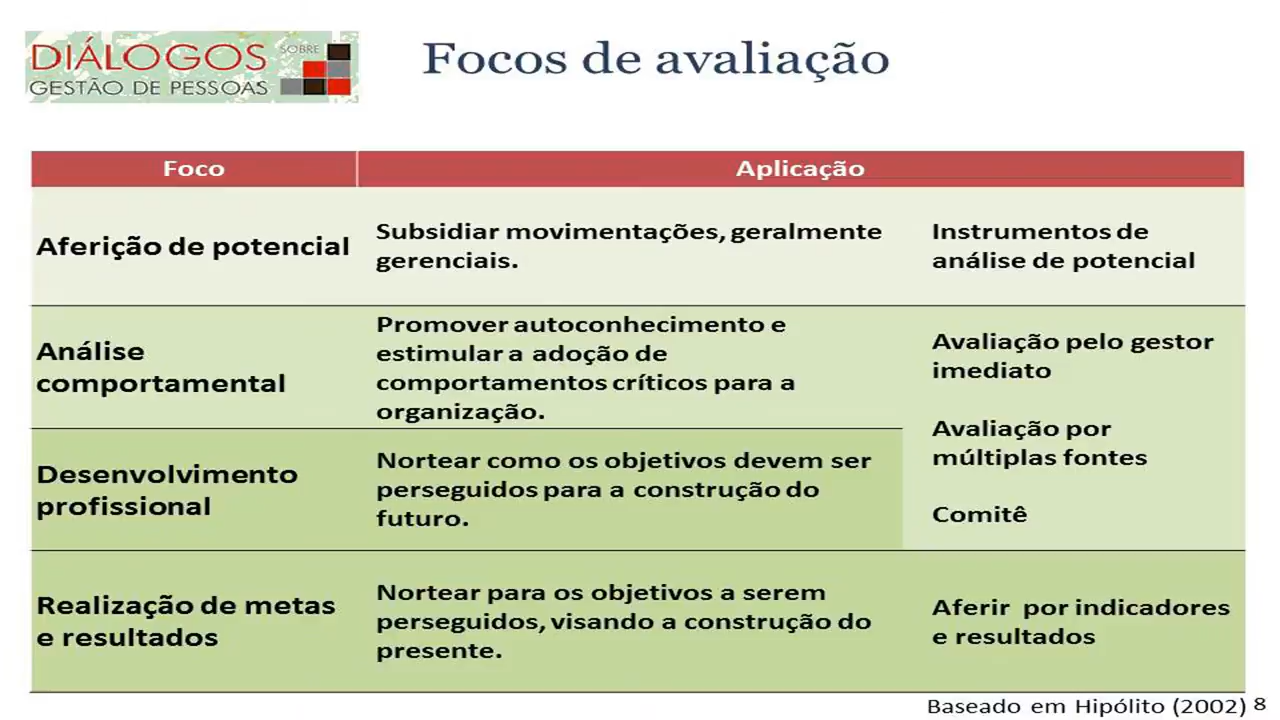 DIÁLOGOS SOBRE
GESTÃO DE PESSOAS
Focos de avaliação
Foco
Aplicação
Aferição de potencial
Subsidiar movimentações, geralmente
gerenciais.
Instrumentos de
análise de potencial
Análise
comportamental
Promover autoconhecimento e
estimular a adoção de
comportamentos críticos para a
organização.
Avaliação pelo gestor
imediato
Avaliação por
múltiplas fontes
Comitê
Desenvolvimento
profissional
Nortear como os objetivos devem ser
perseguidos para a construção do
futuro.
Realização de metas
e resultados
Nortear para os objetivos a serem
perseguidos, visando a construção do
presente.
Aferir por indicadores
e resultados
Baseado em Hipólito (2002) 8